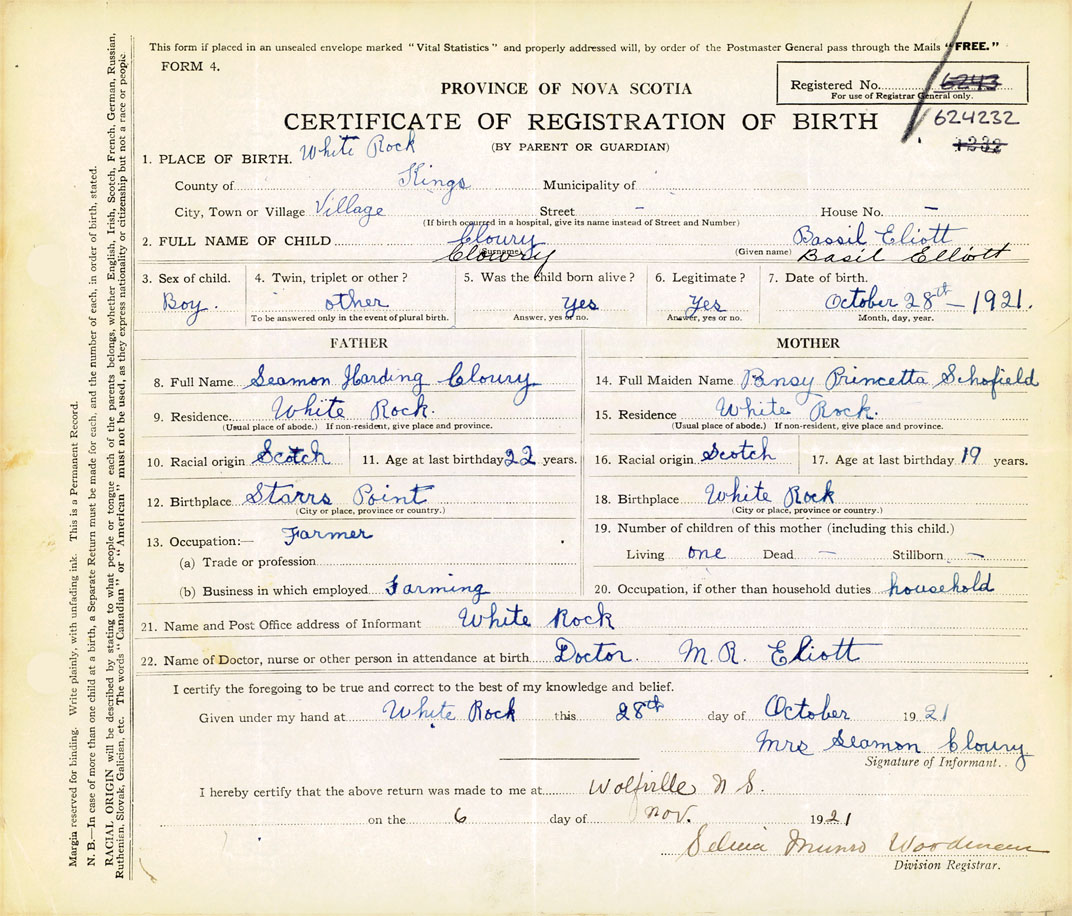 This form if placed in an unsealed envelope marked "Vital Statistics" and properly addressed will, by order of the Postmaster General pass through the Mails "FREE."
FORM 4.
PROVINCE OF NOVA SCOTIA
Registered No. 6243
For use of Registrar General only.
CERTIFICATE OF REGISTRATION OF BIRTH
624232
1232
(BY PARENT OR GUARDIAN)
1. PLACE OF BIRTH. White Rock
County of Kings Municipality of
City, Town or Village Village Street – House No. –
(If birth occurred in a hospital, give its name instead of Street and Number)
2. FULL NAME OF CHILD Cloury Bassil Eliott
(Surname) (Given name)
Clowry Basil Elliott
3. Sex of child. 4. Twin, triplet or other? 5. Was the child born alive? 6. Legitimate? 7. Date of birth.
Boy. other yes Yes October 28th – 1921.
To be answered only in the event of plural birth. Answer, yes or no. Answer, yes or no. Month, day, year.
FATHER MOTHER
8. Full Name Seamon Harding Cloury 14. Full Maiden Name Pansy Princetta Schofield
9. Residence White Rock. 15. Residence White Rock.
(Usual place of abode.) If non-resident, give place and province. (Usual place of abode.) If non-resident, give place and province.
10. Racial origin Scotch 11. Age at last birthday 22 years. 16. Racial origin Scotch 17. Age at last birthday 19 years.
12. Birthplace Starrs Point 18. Birthplace White Rock
(City or place, province or country.) (City or place, province or country.)
13. Occupation:— Farmer 19. Number of children of this mother (including this child.)
(a) Trade or profession Living one Dead – Stillborn –
(b) Business in which employed Farming 20. Occupation, if other than household duties household
21. Name and Post Office address of Informant White Rock
22. Name of Doctor, nurse or other person in attendance at birth Doctor. M. R. Eliott
I certify the foregoing to be true and correct to the best of my knowledge and belief.
Given under my hand at White Rock this 28th day of October 1921
Mrs Seamon Cloury
Signature of Informant.
I hereby certify that the above return was made to me at Wolfville N S.
on the 6 day of Nov. 1921
Munro Woodman
Division Registrar.
Margin reserved for binding. Write plainly, with unfading ink. This is a Permanent Record.
N. B.—In case of more than one child at a birth, a Separate Return must be made for each, and the number of each, in order of birth, stated.
RACIAL ORIGIN will be described by stating to what people or tongue each of the parents belongs, whether English, Irish, Scotch, French, German, Russian,
Ruthenian, Slovak, Galician, etc. The words "Canadian" or "American" must not be used, as they express nationality or citizenship but not a race or people